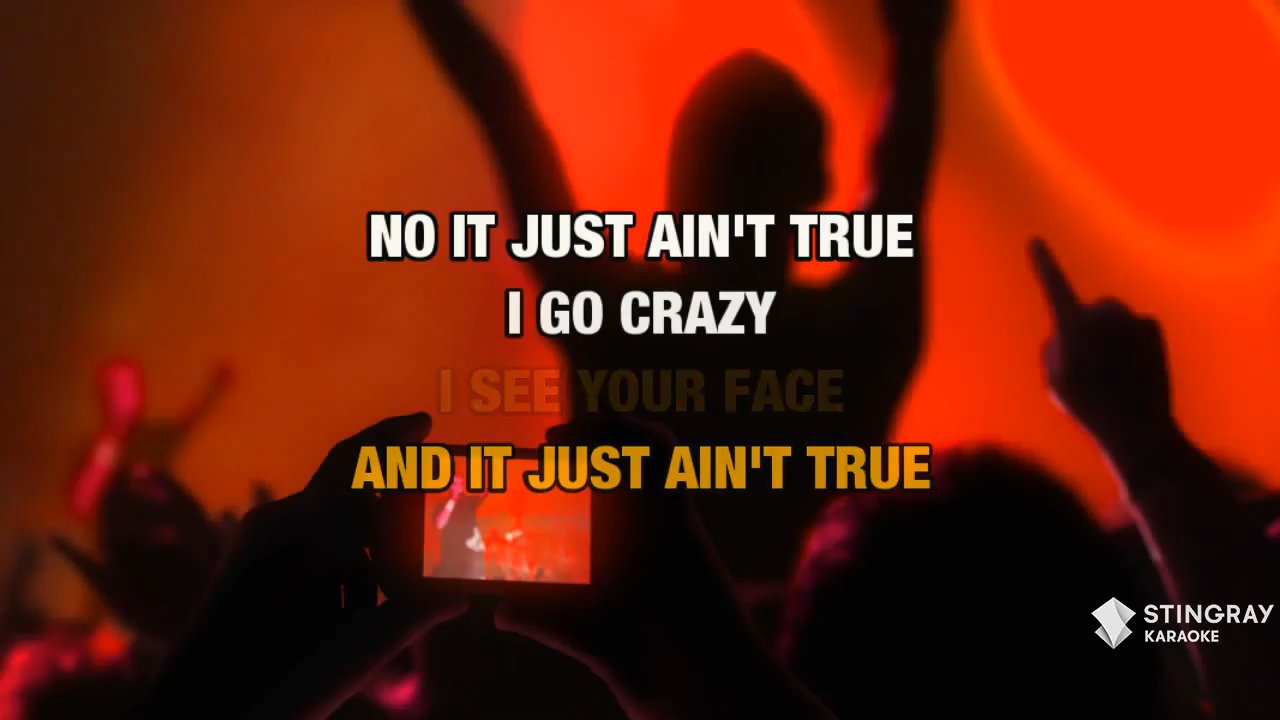 NO IT JUST AIN'T TRUE
I GO CRAZY
I SEE YOUR FACE
AND IT JUST AIN'T TRUE
STINGRAY
KARAOKE